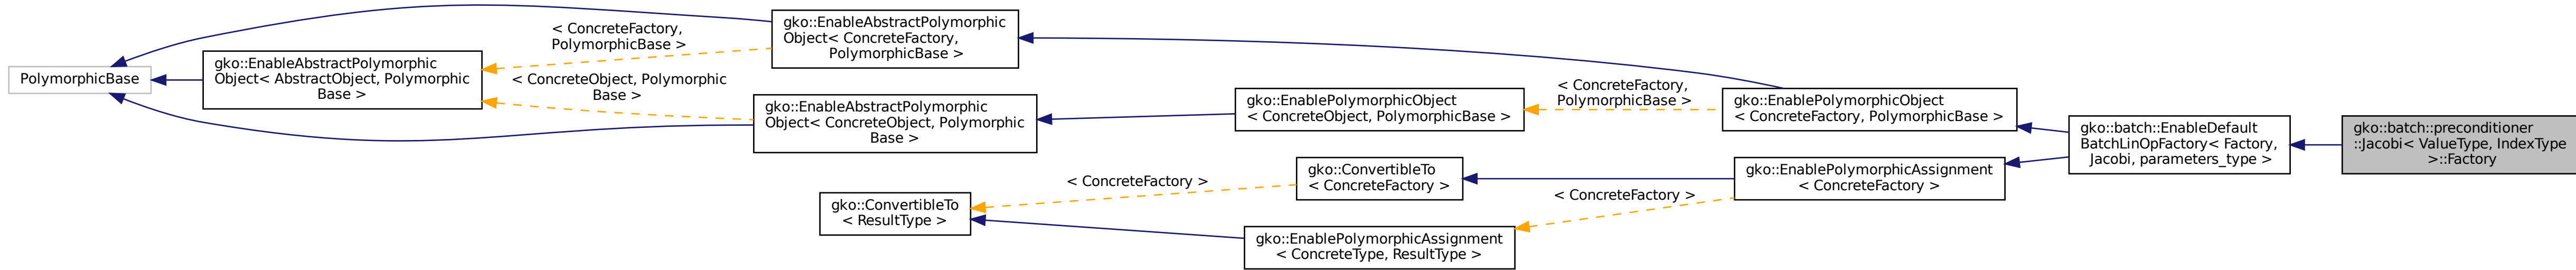 PolymorphicBase
gko::EnableAbstractPolymorphic
Object< AbstractObject, Polymorphic
Base >
< ConcreteFactory,
PolymorphicBase >
< ConcreteObject, Polymorphic
Base >
gko::EnableAbstractPolymorphic
Object< ConcreteFactory,
PolymorphicBase >
gko::EnableAbstractPolymorphic
Object< ConcreteObject, Polymorphic
Base >
gko::ConvertibleTo
< ResultType >
< ConcreteFactory >
gko::EnablePolymorphicObject
< ConcreteObject, PolymorphicBase >
gko::ConvertibleTo
< ConcreteFactory >
gko::EnablePolymorphicAssignment
< ConcreteType, ResultType >
< ConcreteFactory,
PolymorphicBase >
< ConcreteFactory >
gko::EnablePolymorphicObject
< ConcreteFactory, PolymorphicBase >
gko::EnablePolymorphicAssignment
< ConcreteFactory >
gko::batch::EnableDefault
BatchLinOpFactory< Factory,
Jacobi, parameters_type >
gko::batch::preconditioner
::Jacobi< ValueType, IndexType
>::Factory